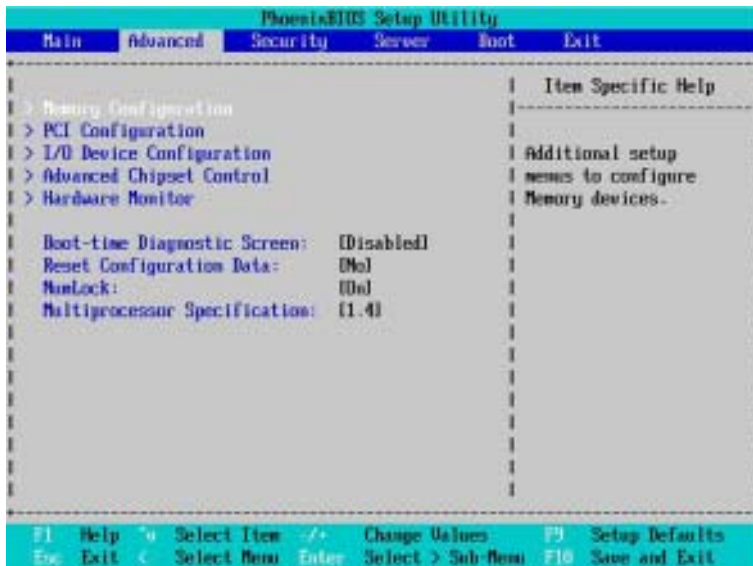 PhoenixBIOS Setup Utility
Main Advanced Security Server Boot Exit
Item Specific Help
> Memory Configuration
> PCI Configuration
> I/O Device Configuration
> Advanced Chipset Control
> Hardware Monitor
Additional setup
menus to configure
Memory devices.
Boot-time Diagnostic Screen: [Disabled]
Reset Configuration Data: [No]
NumLock: [On]
Multiprocessor Specification: [1.4]
F1 Help Select Item -/+ Change Values F9 Setup Defaults
Esc Exit < Select Menu Enter Select > Sub-Menu F10 Save and Exit